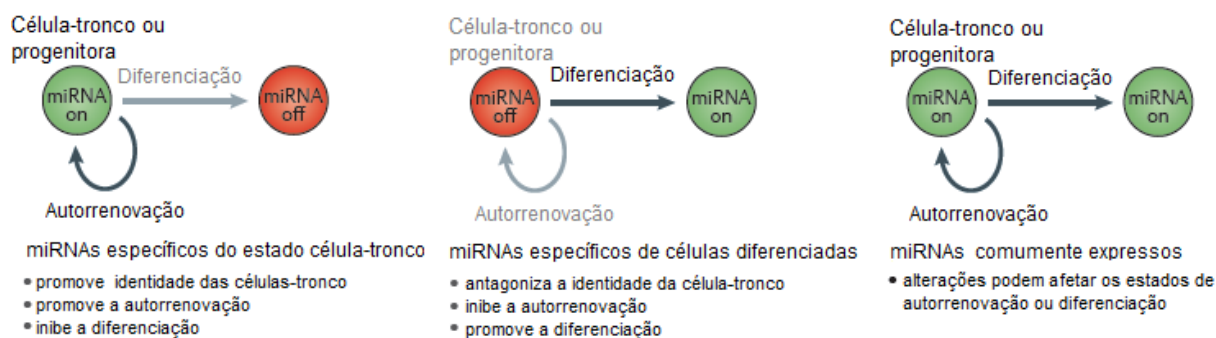 Célula-tronco ou
progenitora
Diferenciação
miRNA
on
miRNA
off
Autorrenovação
miRNAs específicos do estado célula-tronco
• promove identidade das células-tronco
• promove a autorrenovação
• inibe a diferenciação
Célula-tronco ou
progenitora
Diferenciação
miRNA
off
miRNA
on
Autorrenovação
miRNAs específicos de células diferenciadas
• antagoniza a identidade da célula-tronco
• inibe a autorrenovação
• promove a diferenciação
Célula-tronco ou
progenitora
Diferenciação
miRNA
on
miRNA
on
Autorrenovação
miRNAs comumente expressos
• alterações podem afetar os estados de
autorrenovação ou diferenciação